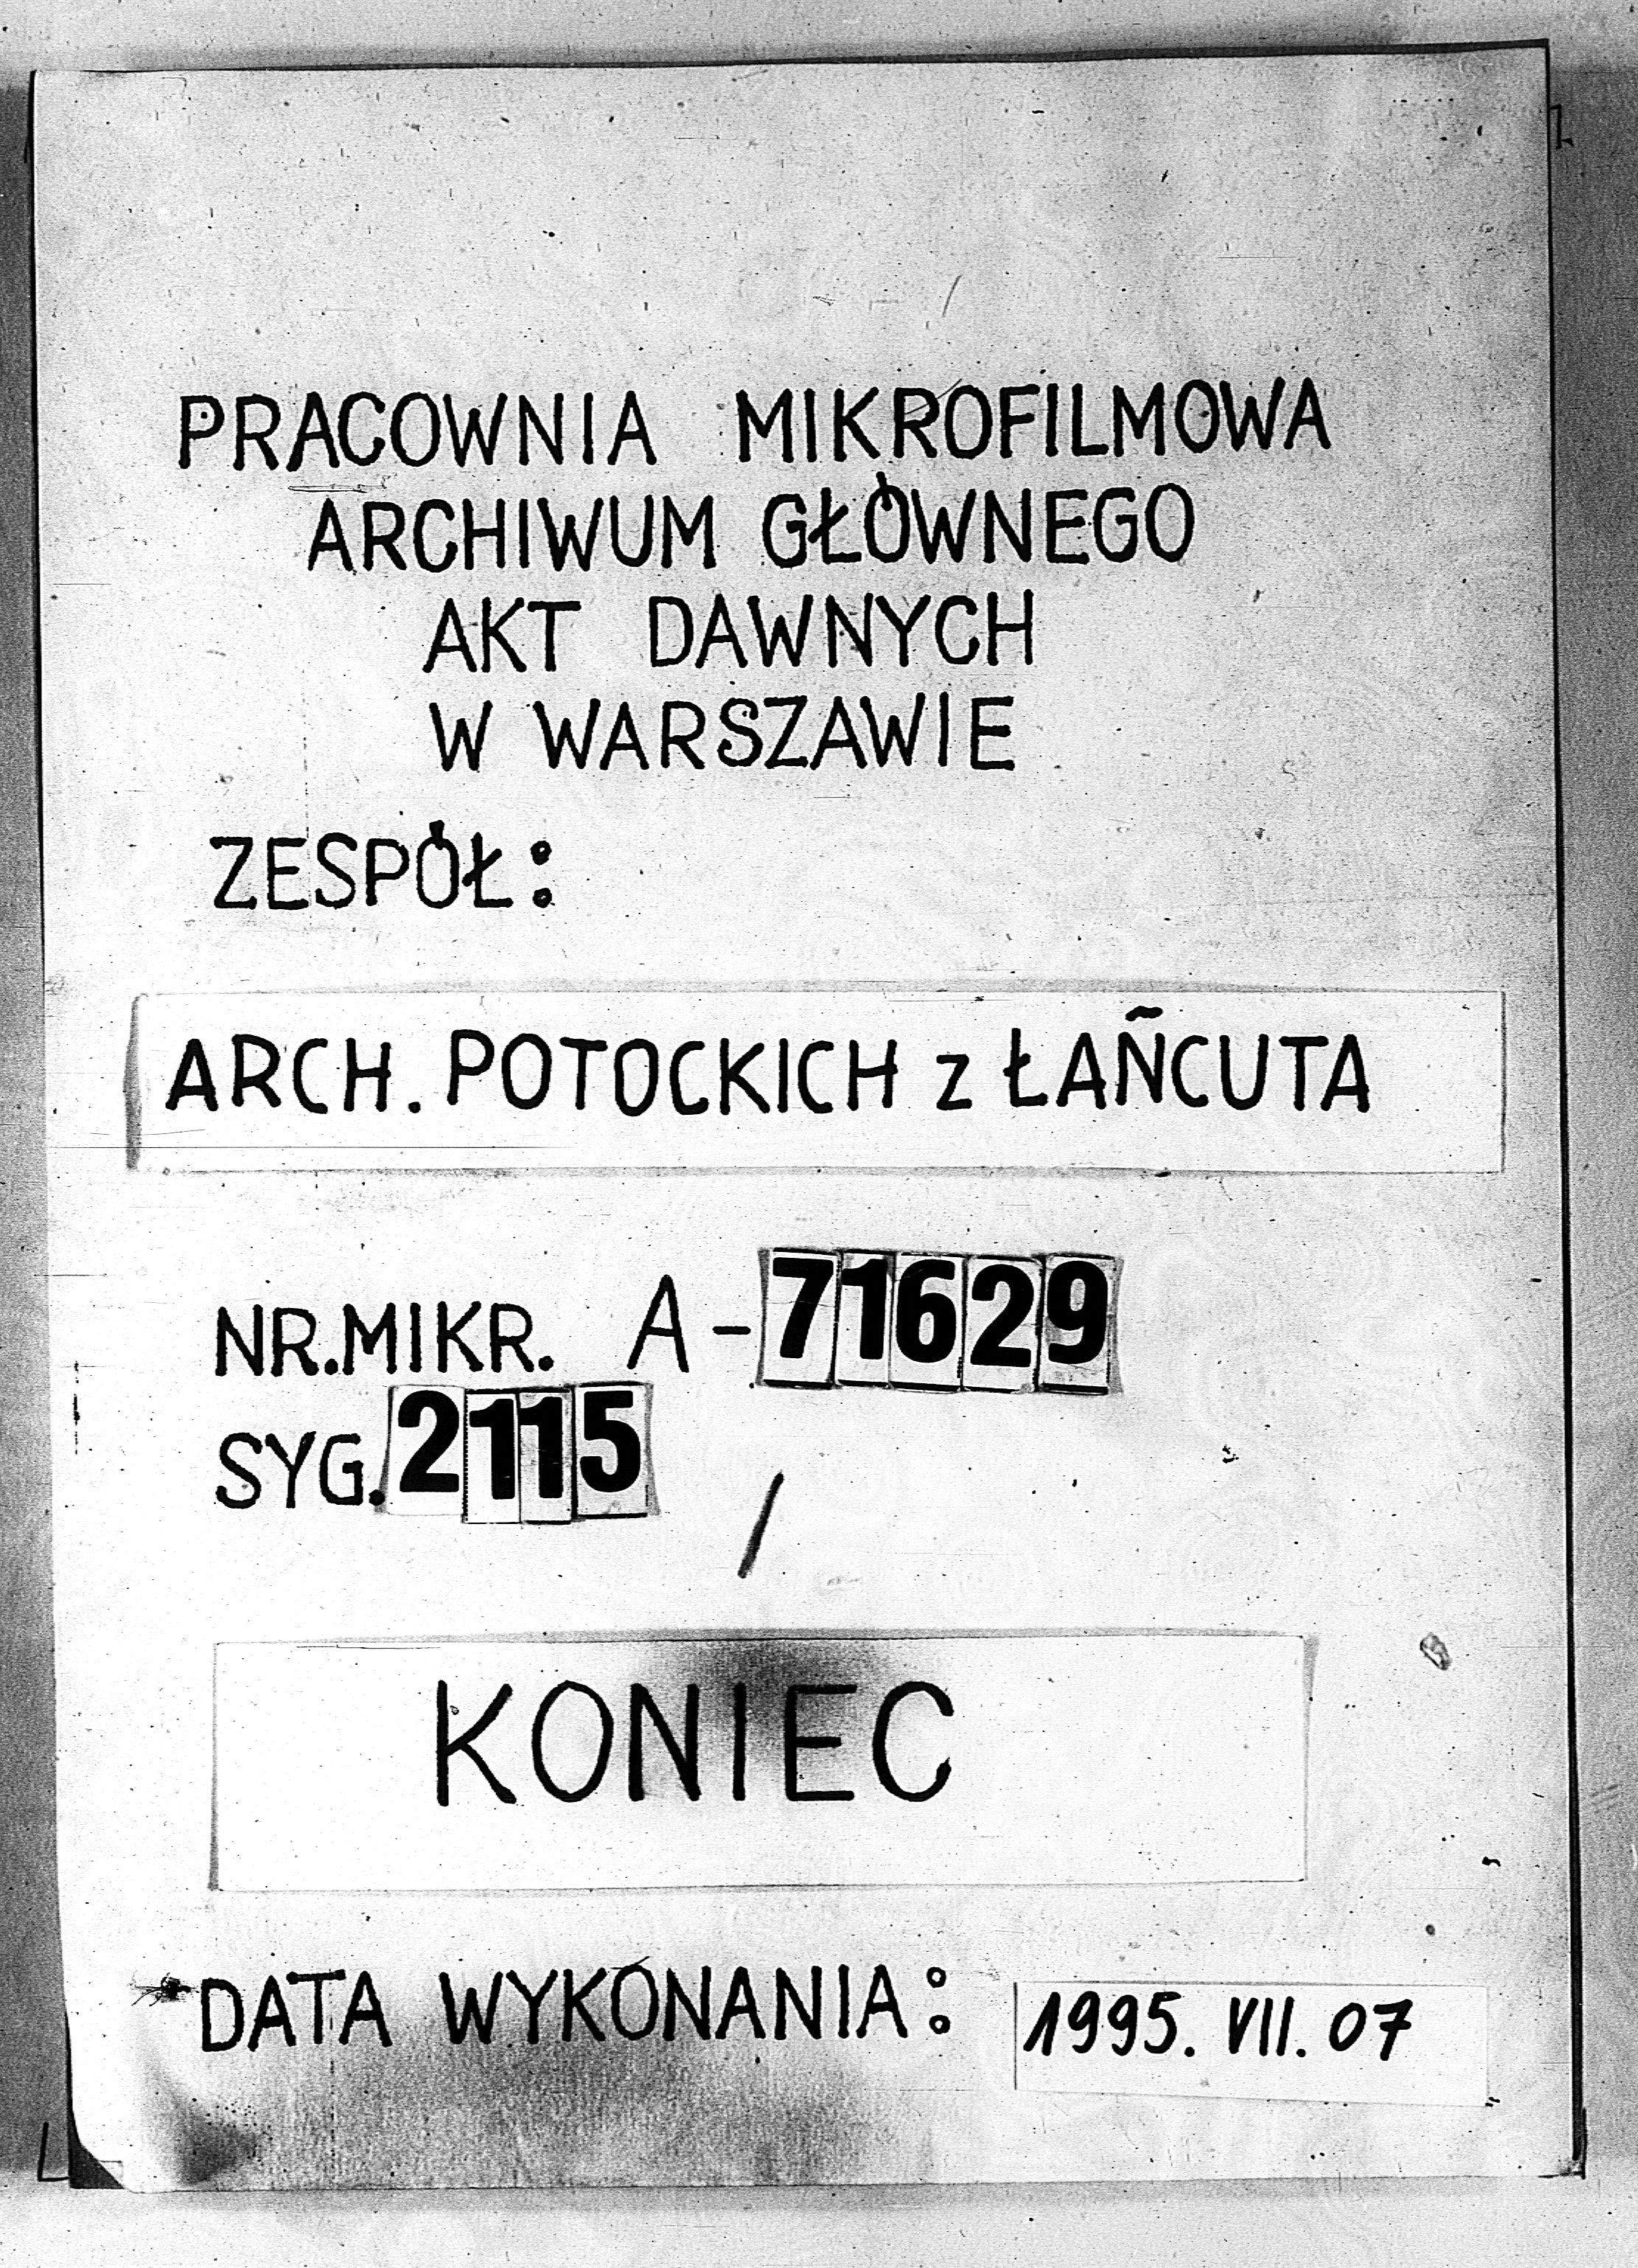 PRACOWNIA MIKROFILMOWA
ARCHIWUM GŁÓWNEGO
AKT DAWNYCH
W WARSZAWIE
ZESPÓŁ:
ARCH. POTOCKICH z ŁAŃCUTA
NR.MIKR. A-71629
SYG. 2115
/
KONIEC
DATA WYKONANIA: 1995. VII. 07